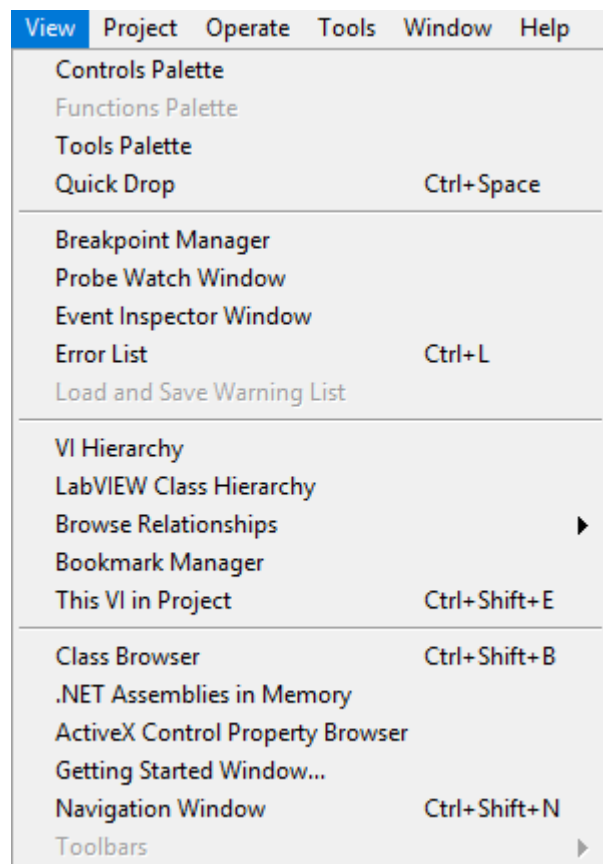 View Project Operate Tools Window Help
Controls Palette
Functions Palette
Tools Palette
Quick Drop Ctrl+Space
Breakpoint Manager
Probe Watch Window
Event Inspector Window
Error List Ctrl+L
Load and Save Warning List
VI Hierarchy
LabVIEW Class Hierarchy
Browse Relationships
Bookmark Manager
This VI in Project Ctrl+Shift+E
Class Browser Ctrl+Shift+B
.NET Assemblies in Memory
ActiveX Control Property Browser
Getting Started Window...
Navigation Window Ctrl+Shift+N
Toolbars